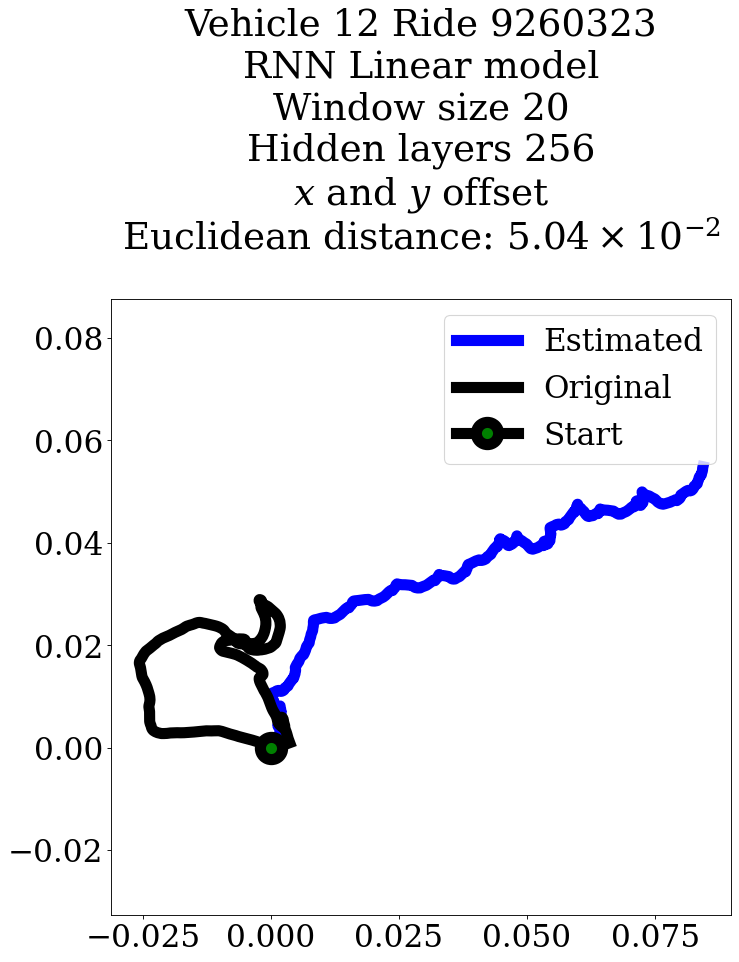 Vehicle 12 Ride 9260323
RNN Linear model
Window size 20
Hidden layers 256
x and y offset
Euclidean distance: 5.04 × 10⁻²
Estimated
Original
Start
0.08
0.06
0.04
0.02
0.00
−0.02
−0.025 0.000 0.025 0.050 0.075